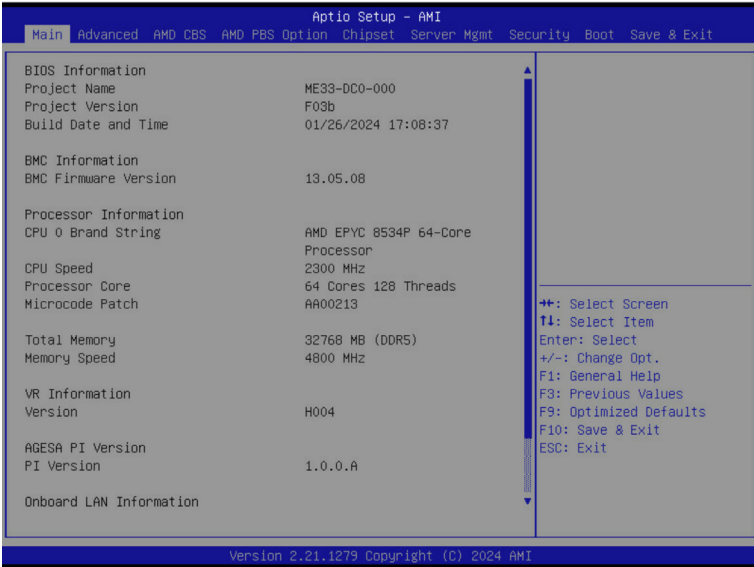 Aptio Setup – AMI
Main Advanced AMD CBS AMD PBS Option Chipset Server Mgmt Security Boot Save & Exit
BIOS Information
Project Name ME33-DC0-000
Project Version F03b
Build Date and Time 01/26/2024 17:08:37
BMC Information
BMC Firmware Version 13.05.08
Processor Information
CPU 0 Brand String AMD EPYC 8534P 64-Core
Processor
CPU Speed 2300 MHz
Processor Core 64 Cores 128 Threads
Microcode Patch AA00213
Total Memory 32768 MB (DDR5)
Memory Speed 4800 MHz
VR Information
Version H004
AGESA PI Version
PI Version 1.0.0.A
Onboard LAN Information
→←: Select Screen
↑↓: Select Item
Enter: Select
+/-: Change Opt.
F1: General Help
F3: Previous Values
F9: Optimized Defaults
F10: Save & Exit
ESC: Exit
Version 2.21.1279 Copyright (C) 2024 AMI